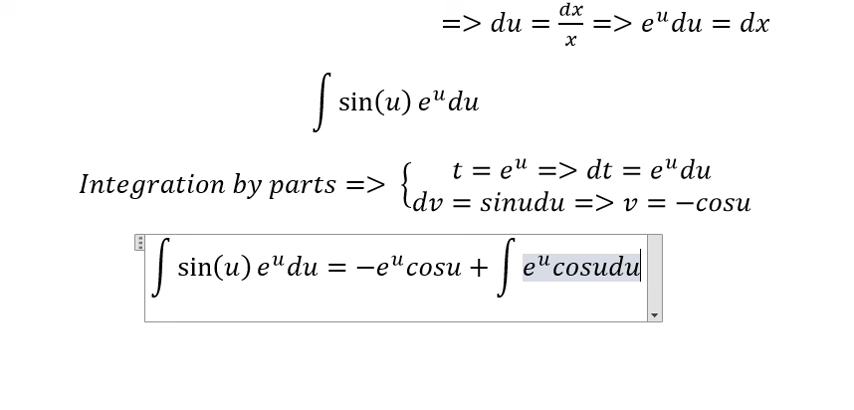 => du = dx/x => e^u du = dx
∫ sin(u) e^u du
Integration by parts => { t = e^u => dt = e^u du
dv = sinudu => v = −cosu
∫ sin(u) e^u du = −e^u cosu + ∫ e^u cosudu